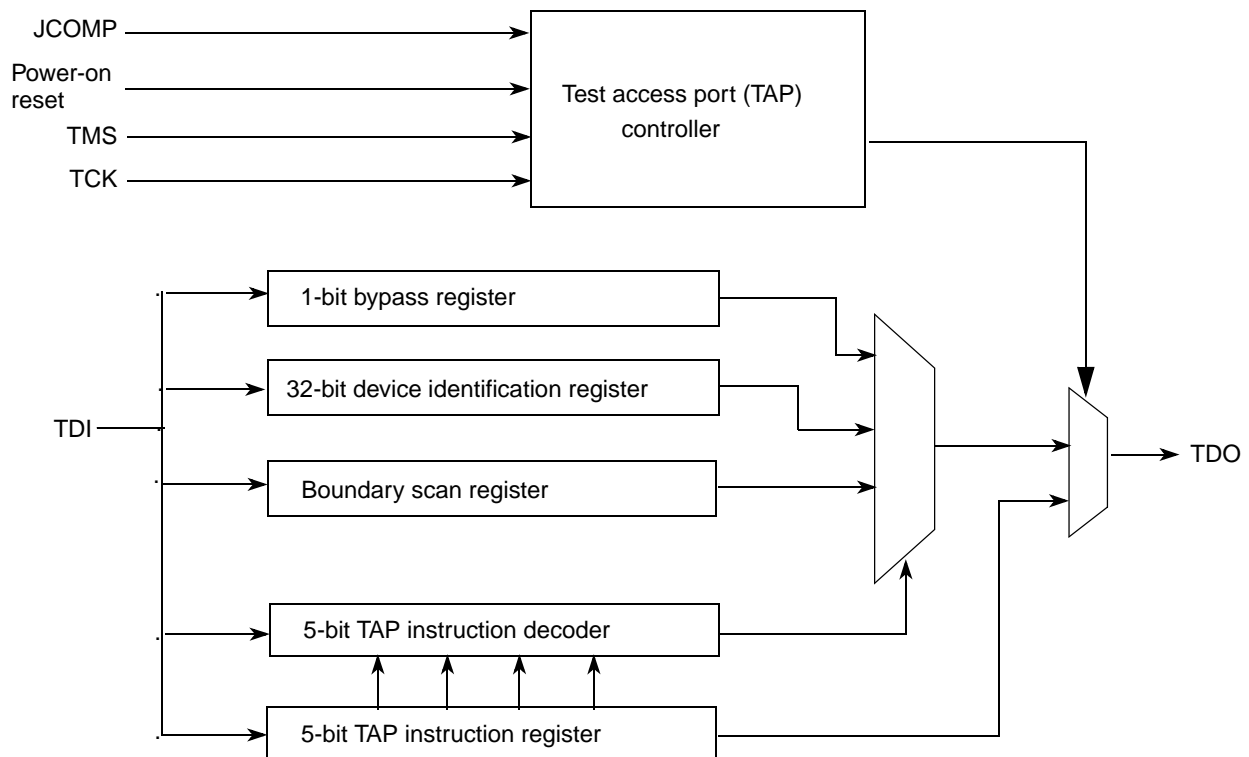 JCOMP
Power-on
reset
TMS
TCK
Test access port (TAP)
controller
1-bit bypass register
32-bit device identification register
TDI
TDO
Boundary scan register
5-bit TAP instruction decoder
5-bit TAP instruction register